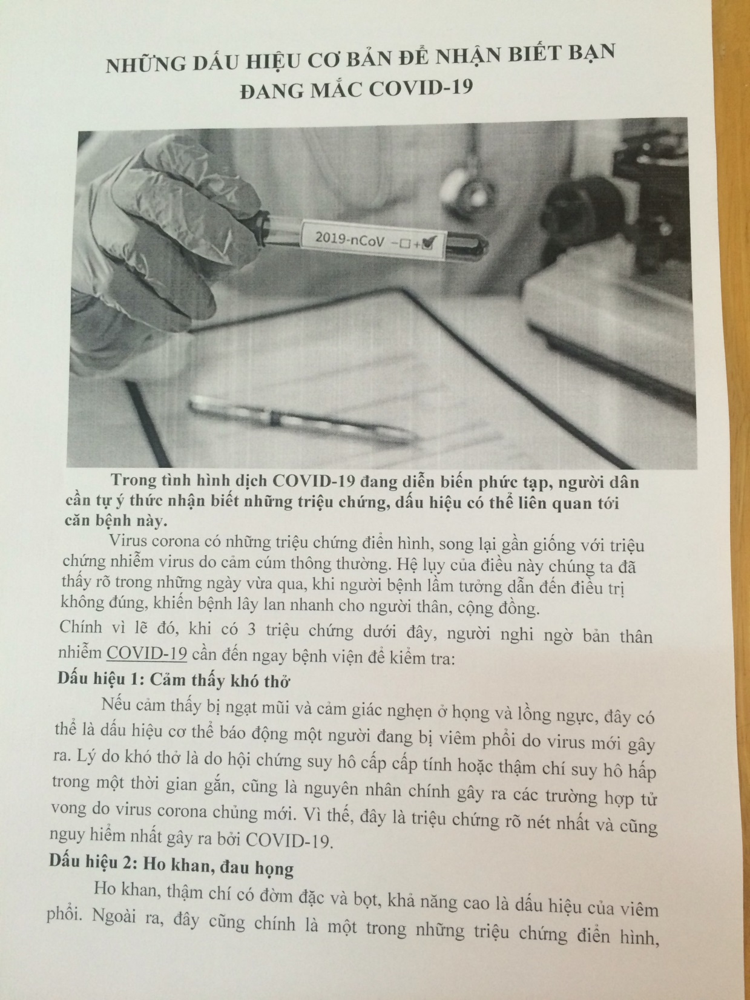 NHỮNG DẤU HIỆU CƠ BẢN ĐỂ NHẬN BIẾT BẠN
ĐANG MẮC COVID-19
2019-nCoV -☐+☑
Trong tình hình dịch COVID-19 đang diễn biến phức tạp, người dân
cần tự ý thức nhận biết những triệu chứng, dấu hiệu có thể liên quan tới
căn bệnh này.
Virus corona có những triệu chứng điển hình, song lại gần giống với triệu
chứng nhiễm virus do cảm cúm thông thường. Hệ lụy của điều này chúng ta đã
thấy rõ trong những ngày vừa qua, khi người bệnh lầm tưởng dẫn đến điều trị
không đúng, khiến bệnh lây lan nhanh cho người thân, cộng đồng.
Chính vì lẽ đó, khi có 3 triệu chứng dưới đây, người nghi ngờ bản thân
nhiễm COVID-19 cần đến ngay bệnh viện để kiểm tra:
Dấu hiệu 1: Cảm thấy khó thở
Nếu cảm thấy bị ngạt mũi và cảm giác nghẹn ở họng và lồng ngực, đây có
thể là dấu hiệu cơ thể báo động một người đang bị viêm phổi do virus mới gây
ra. Lý do khó thở là do hội chứng suy hô cấp cấp tính hoặc thậm chí suy hô hấp
trong một thời gian gắn, cũng là nguyên nhân chính gây ra các trường hợp tử
vong do virus corona chủng mới. Vì thế, đây là triệu chứng rõ nét nhất và cũng
nguy hiểm nhất gây ra bởi COVID-19.
Dấu hiệu 2: Ho khan, đau họng
Ho khan, thậm chí có đờm đặc và bọt, khả năng cao là dấu hiệu của viêm
phổi. Ngoài ra, đây cũng chính là một trong những triệu chứng điển hình,